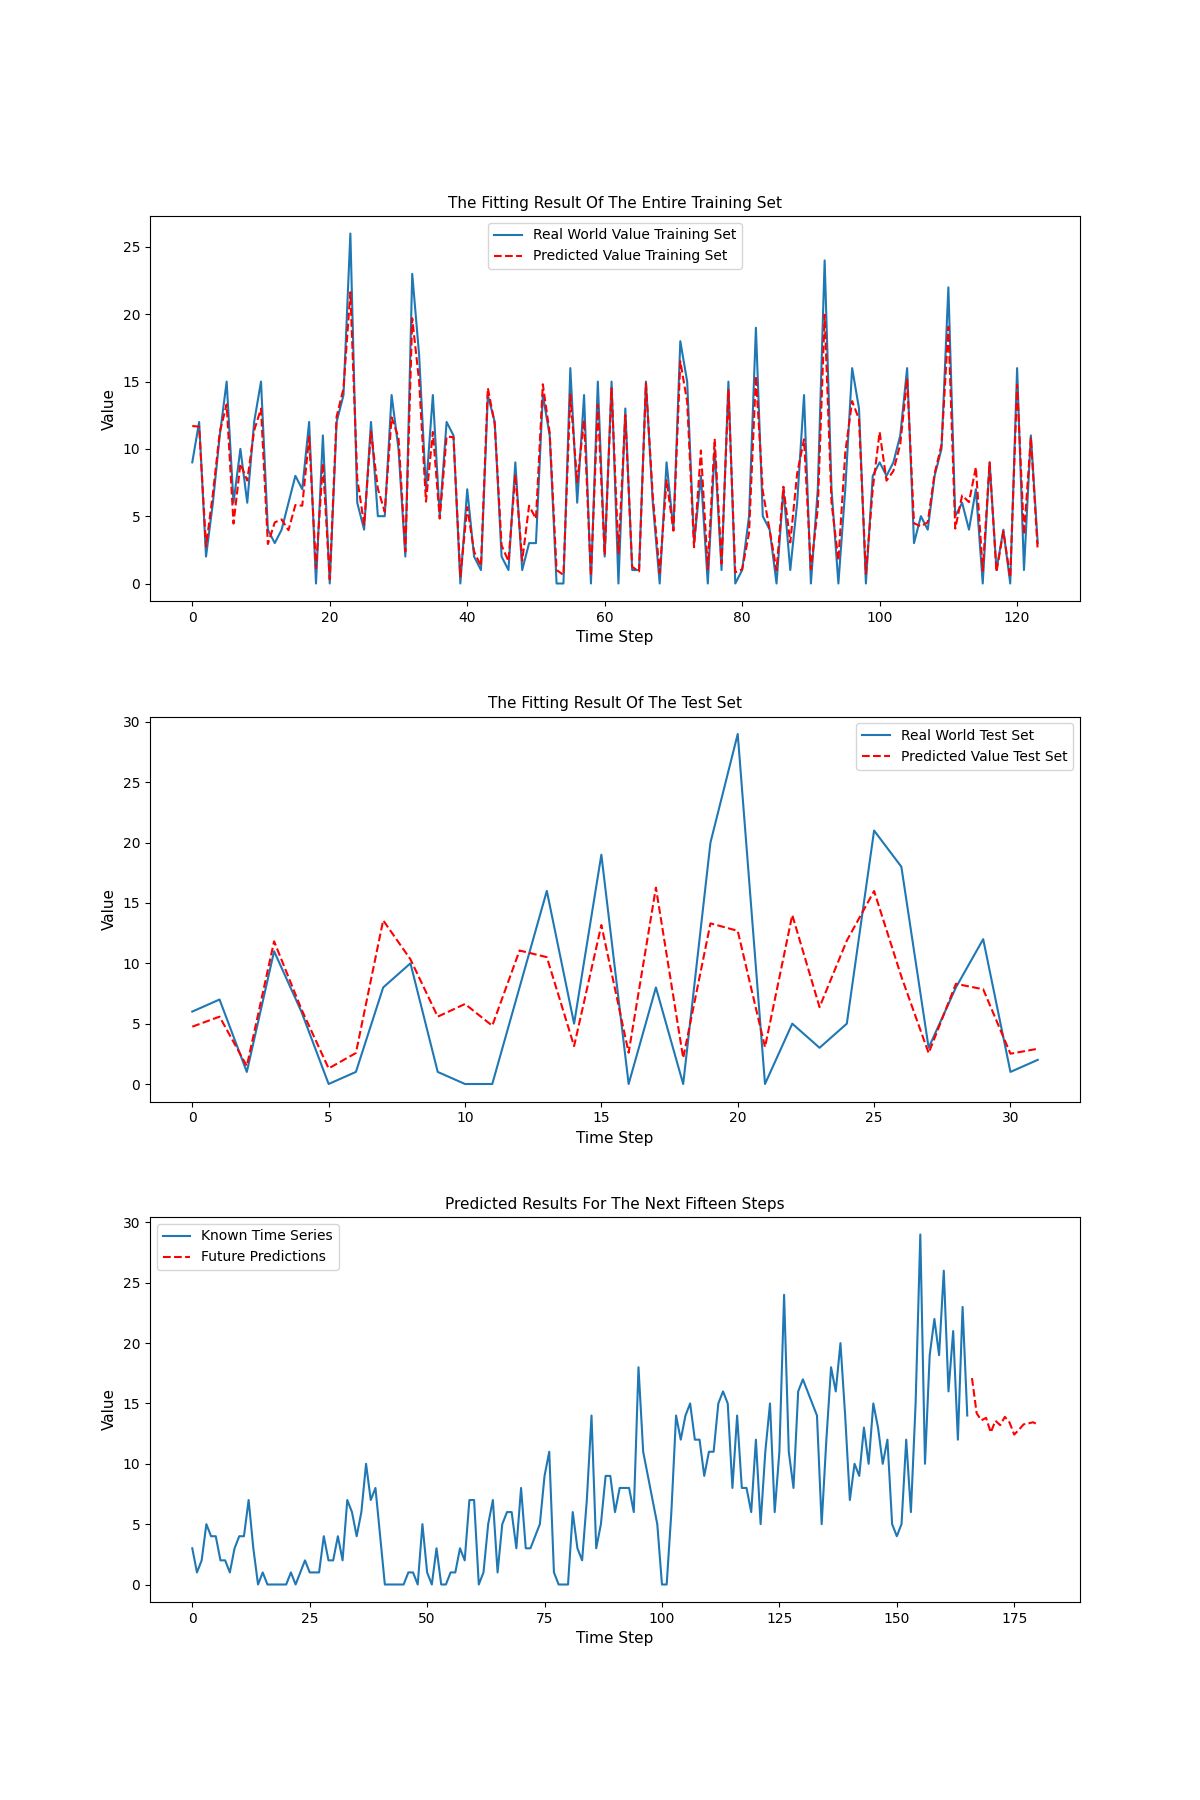 The Fitting Result Of The Entire Training Set
Real World Value Training Set
Predicted Value Training Set
Value
25
20
15
10
5
0
0 20 40 60 80 100 120
Time Step
The Fitting Result Of The Test Set
Real World Test Set
Predicted Value Test Set
Value
30
25
20
15
10
5
0
0 5 10 15 20 25 30
Time Step
Predicted Results For The Next Fifteen Steps
Known Time Series
Future Predictions
Value
30
25
20
15
10
5
0
0 25 50 75 100 125 150 175
Time Step